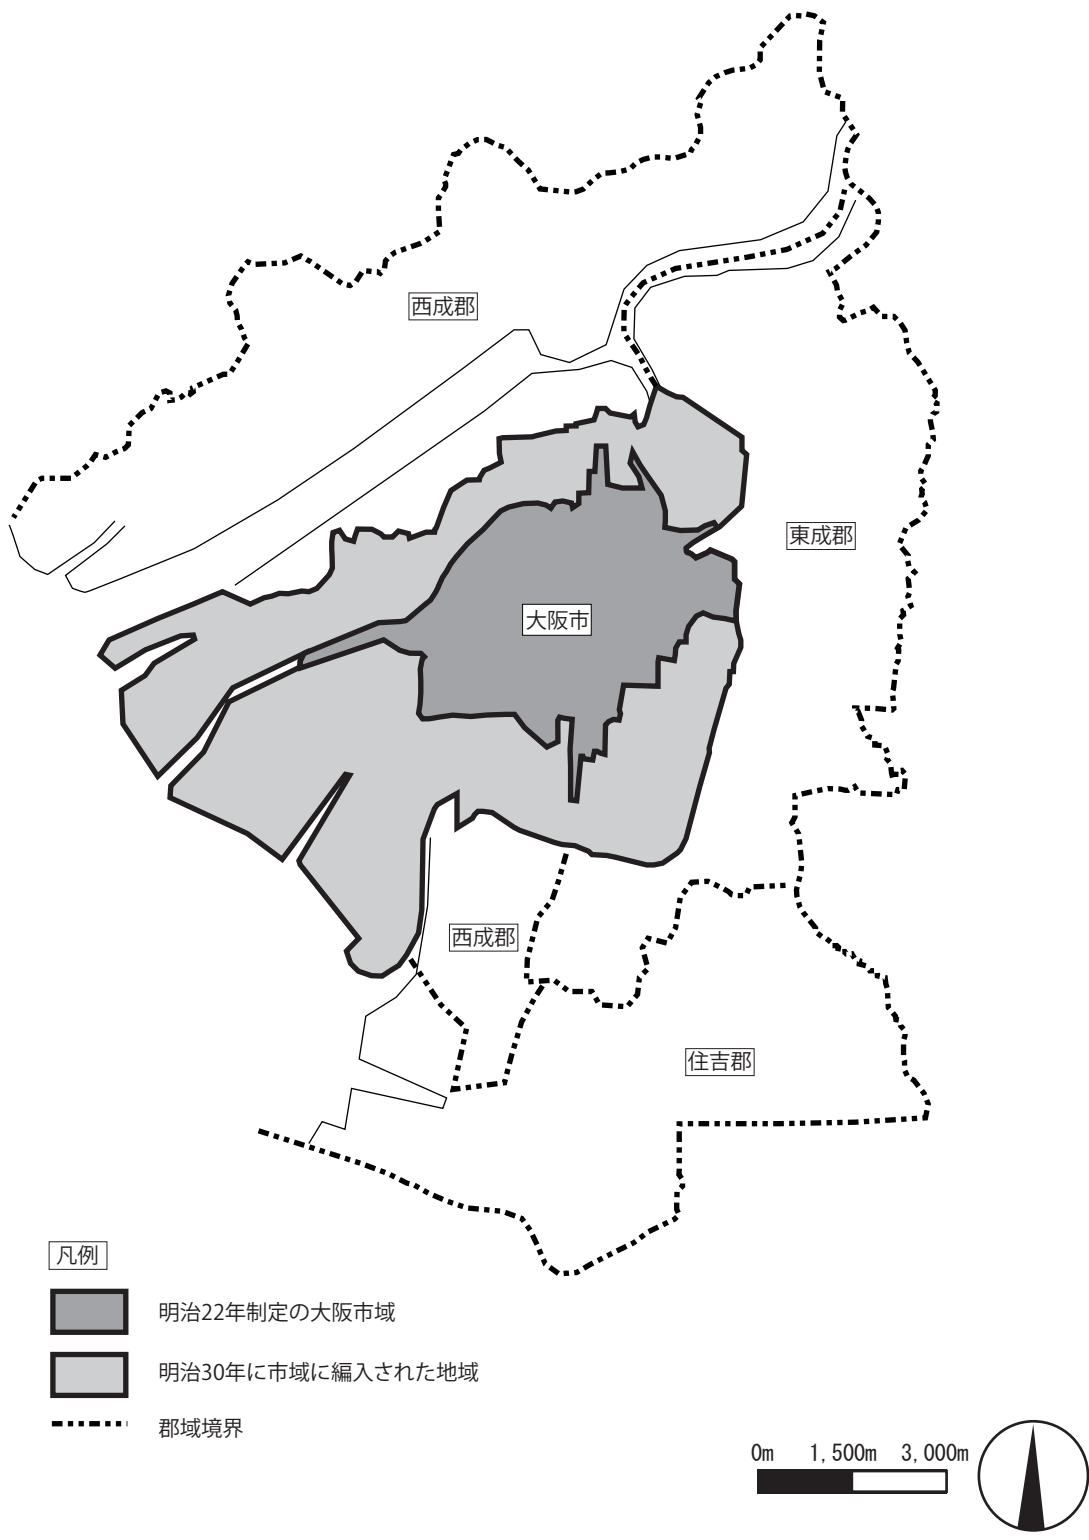 西成郡
東成郡
大阪市
西成郡
住吉郡
凡例
明治22年制定の大阪市域
明治30年に市域に編入された地域
郡域境界
0m 1,500m 3,000m